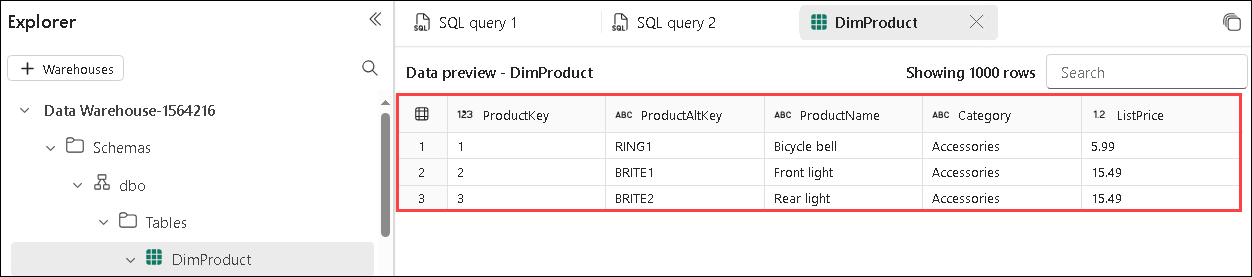 Explorer
+ Warehouses
Data Warehouse-1564216
Schemas
dbo
Tables
DimProduct
SQL SQL query 1 SQL SQL query 2 DimProduct
Data preview - DimProduct Showing 1000 rows Search
123 ProductKey ABC ProductAltKey ABC ProductName ABC Category 1.2 ListPrice
1 1 RING1 Bicycle bell Accessories 5.99
2 2 BRITE1 Front light Accessories 15.49
3 3 BRITE2 Rear light Accessories 15.49